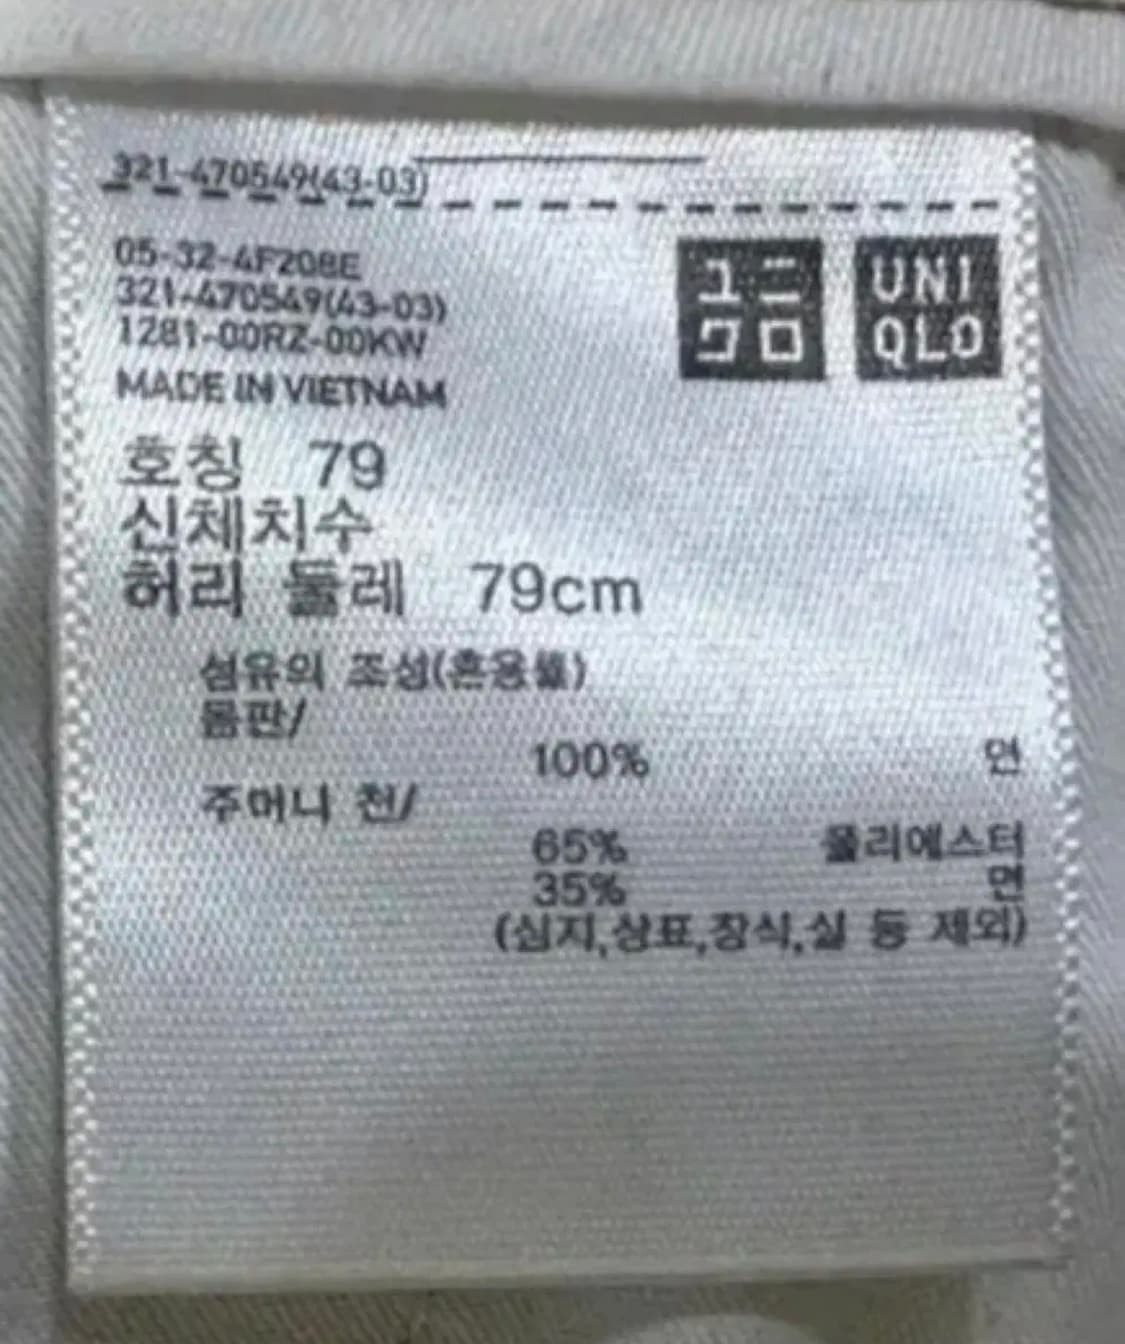 321-470549(43-03)
05-32-4F208E
321-470549(43-03)
1281-00RZ-00KW
MADE IN VIETNAM
ユニ
クロ
UNI
QLO
호칭 79
신체치수
허리 둘레 79cm
섬유의 조성(혼용률)
몸판/
100% 면
주머니 천/
65% 폴리에스터
35% 면
(심지,상표,장식,실 등 제외)